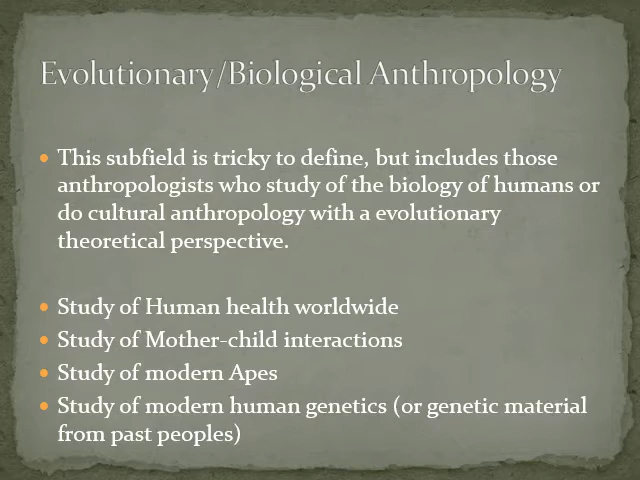 Evolutionary/Biological Anthropology
This subfield is tricky to define, but includes those
anthropologists who study of the biology of humans or
do cultural anthropology with a evolutionary
theoretical perspective.
Study of Human health worldwide
Study of Mother-child interactions
Study of modern Apes
Study of modern human genetics (or genetic material
from past peoples)